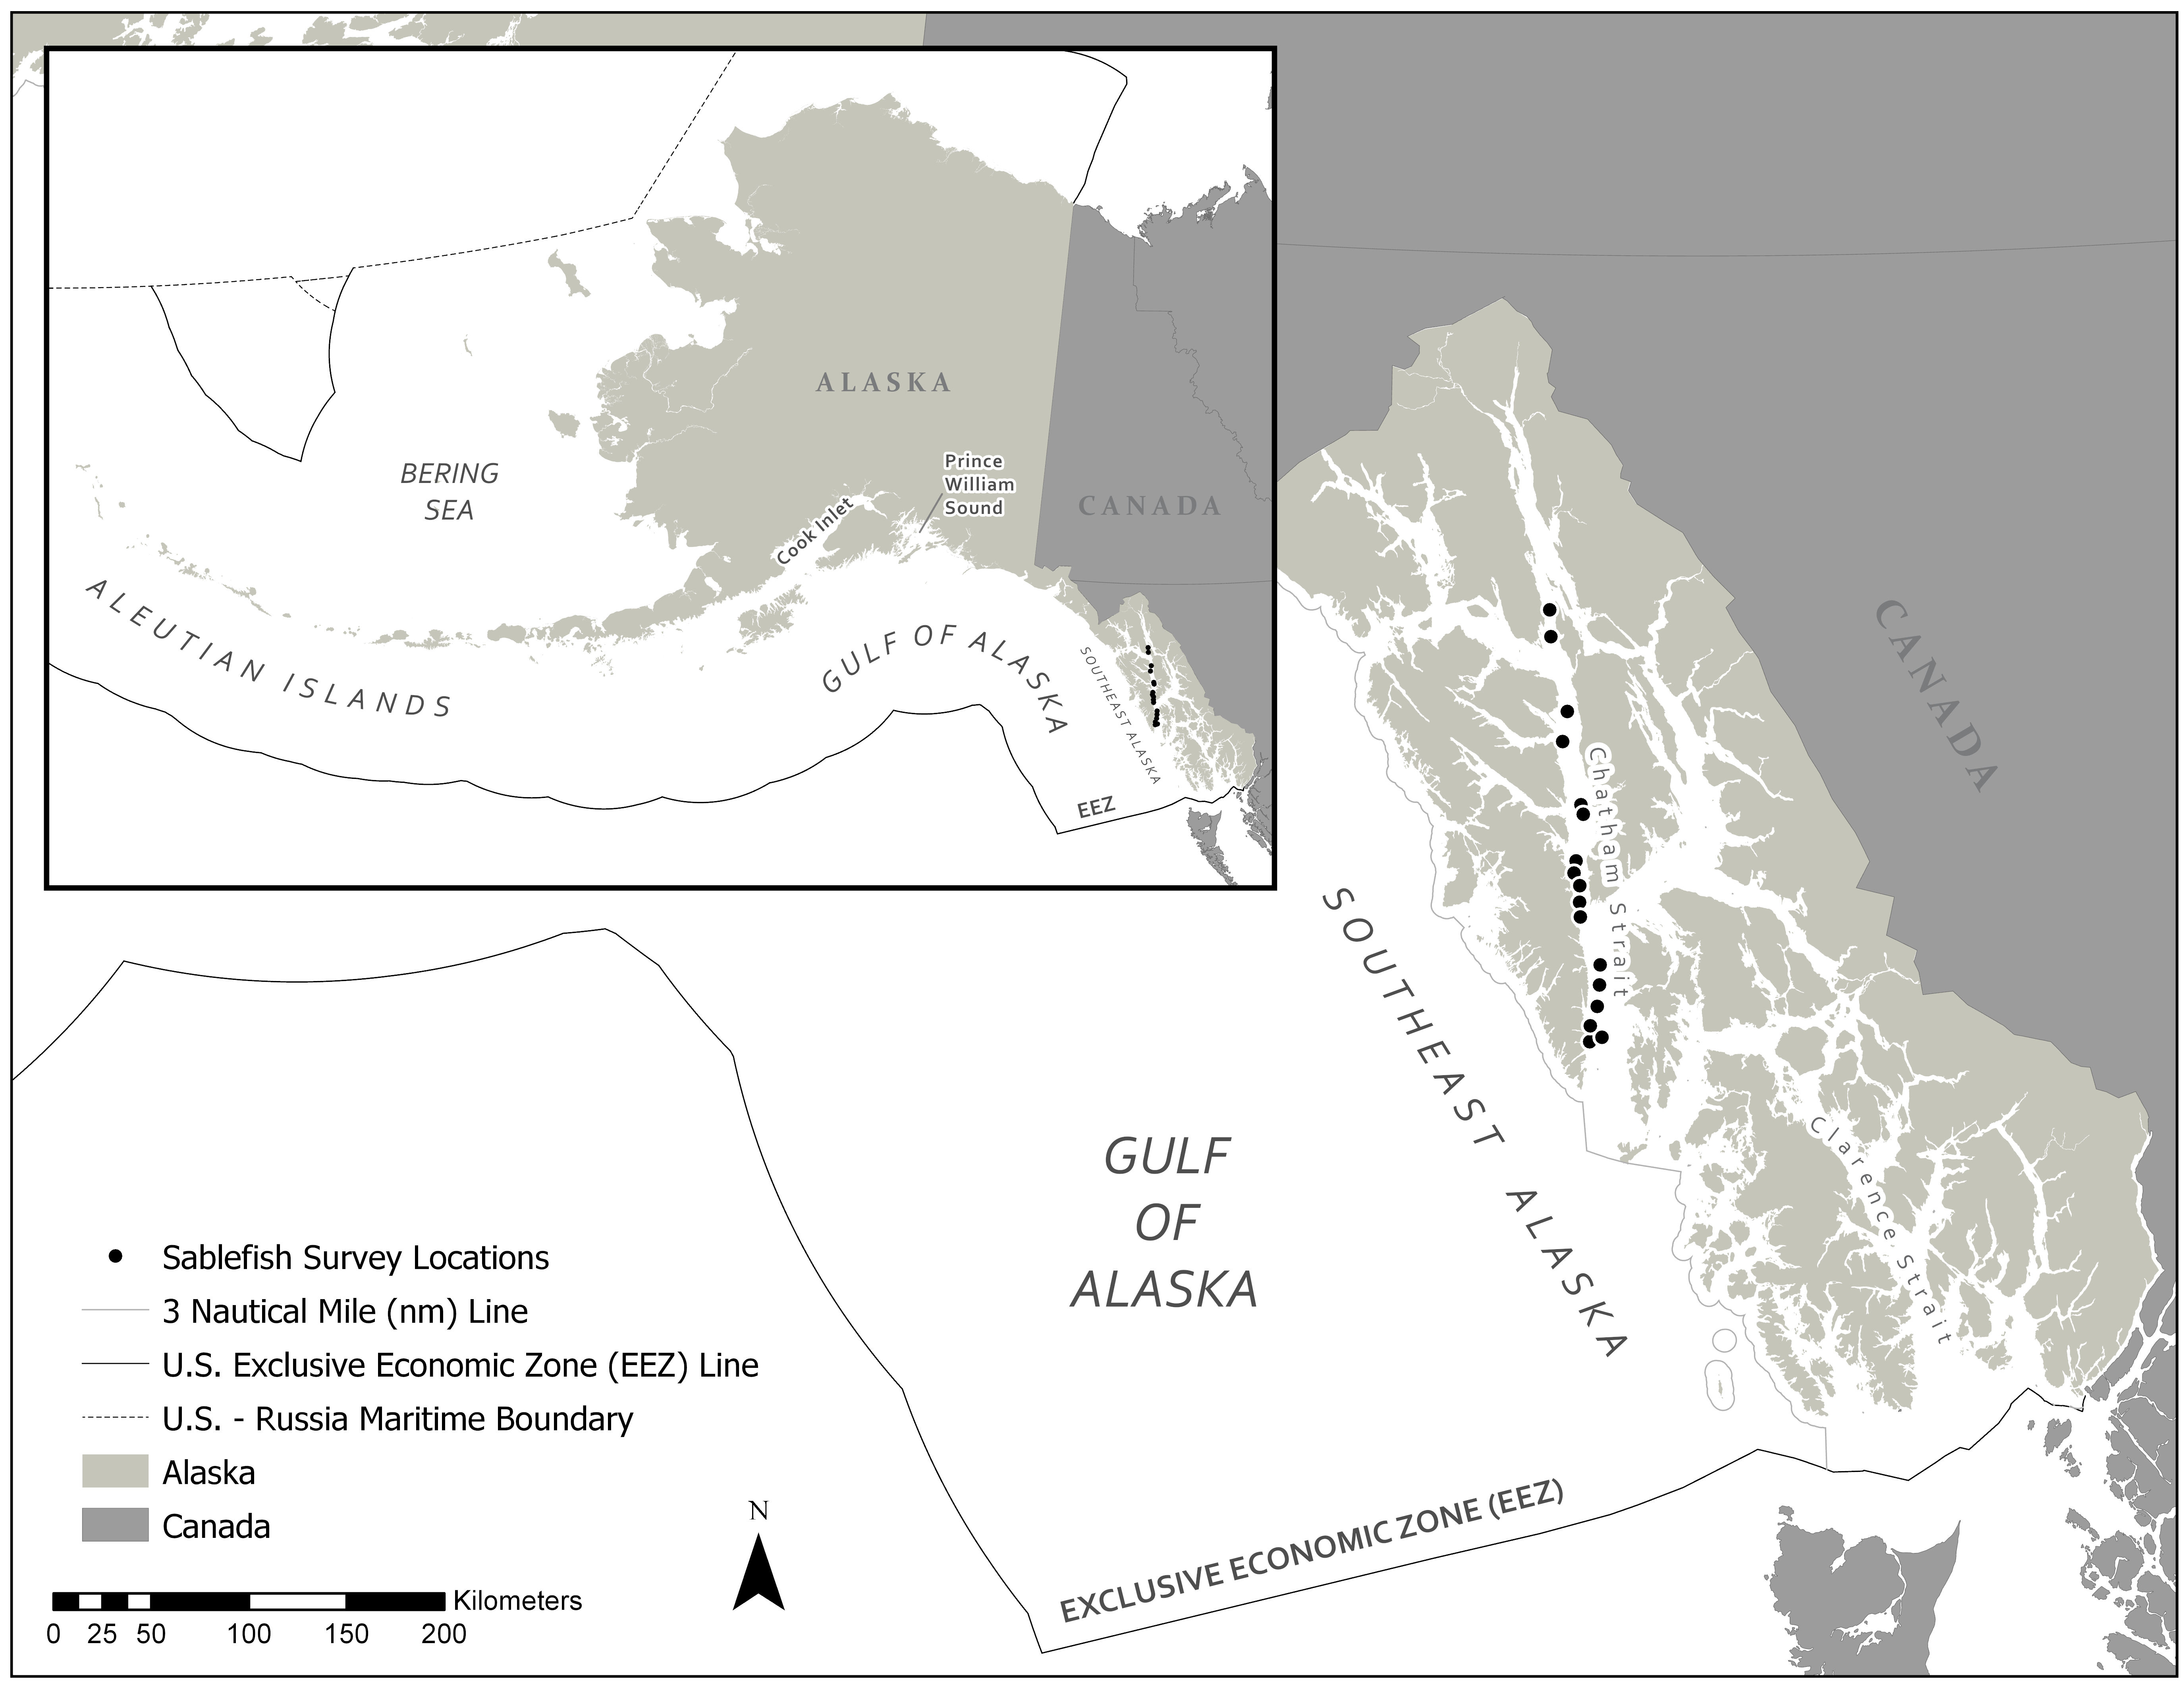 ALASKA
CANADA
BERING
SEA
Prince
William
Sound
Cook Inlet
ALEUTIAN ISLANDS
GULF OF ALASKA
SOUTHEAST ALASKA
EEZ
CANADA
Chatham Strait
SOUTHEAST ALASKA
Clarence Strait
GULF
OF
ALASKA
EXCLUSIVE ECONOMIC ZONE (EEZ)
Sablefish Survey Locations
3 Nautical Mile (nm) Line
U.S. Exclusive Economic Zone (EEZ) Line
U.S. - Russia Maritime Boundary
Alaska
Canada
N
Kilometers
0 25 50 100 150 200